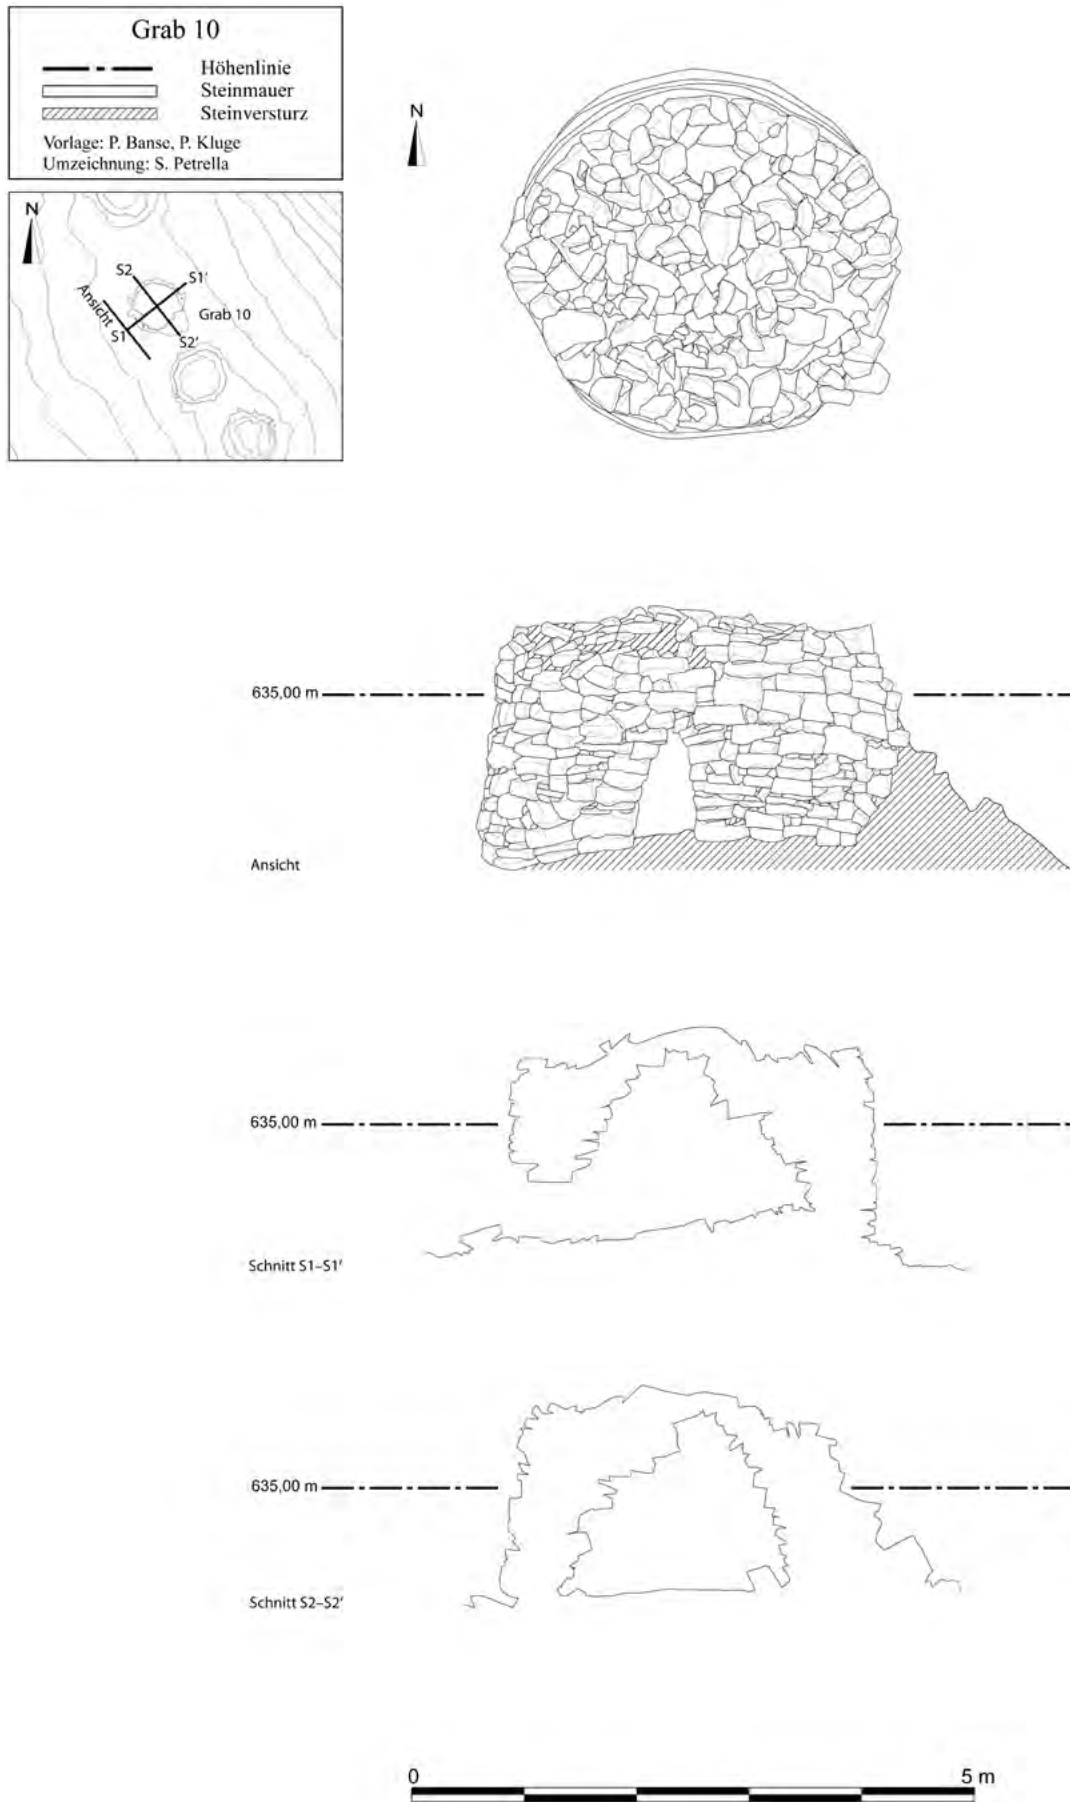 Grab 10
Höhenlinie
Steinmauer
Steinversturz
Vorlage: P. Banse, P. Kluge
Umzeichnung: S. Petrella
N
N
S2
S1'
Ansicht
Grab 10
S1
S2'
635,00 m
Ansicht
635,00 m
Schnitt S1–S1'
635,00 m
Schnitt S2–S2'
0 5 m